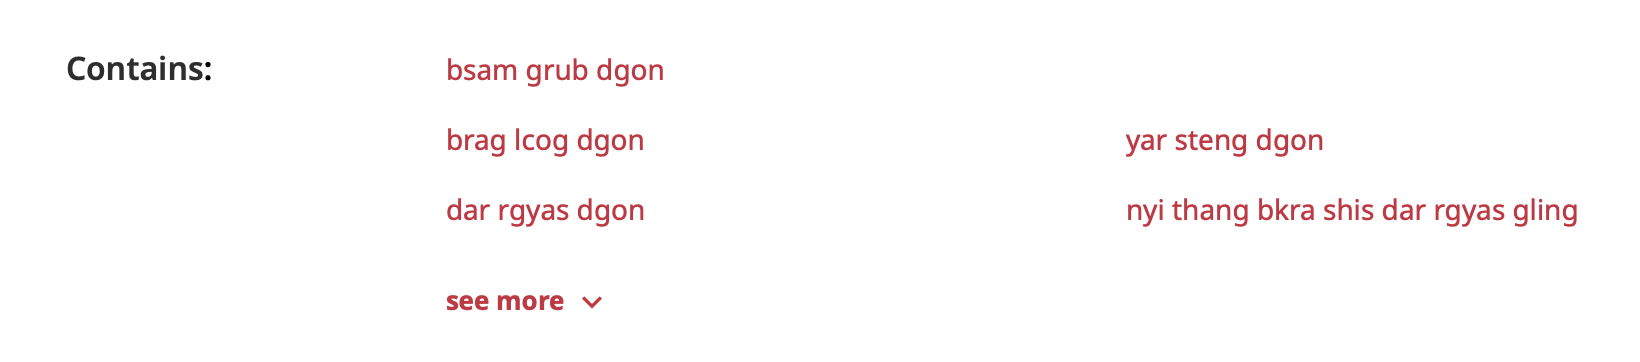 Contains:
bsam grub dgon
brag lcog dgon
yar steng dgon
dar rgyas dgon
nyi thang bkra shis dar rgyas gling
see more